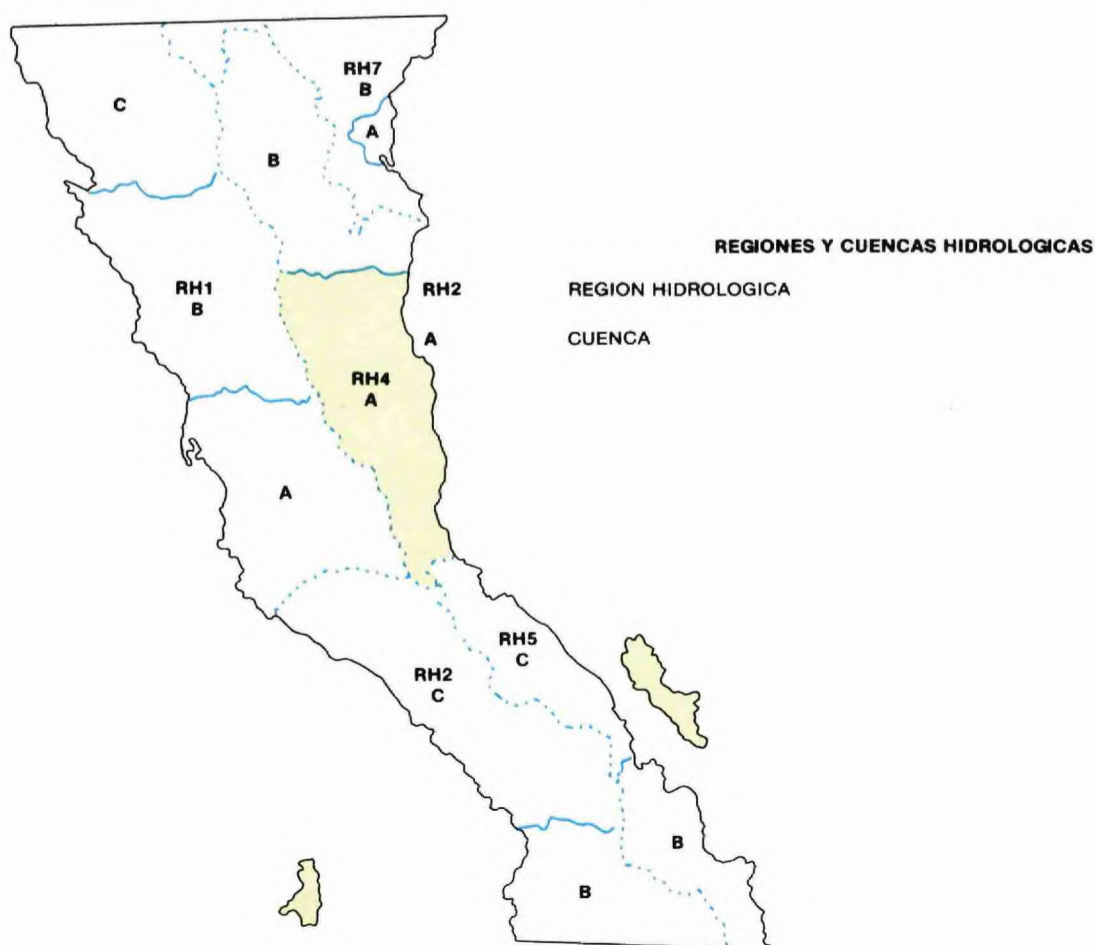 RH7
B
C
A
B
REGIONES Y CUENCAS HIDROLOGICAS
RH1
B
RH2
REGION HIDROLOGICA
A
CUENCA
RH4
A
A
RH5
C
RH2
C
B
B